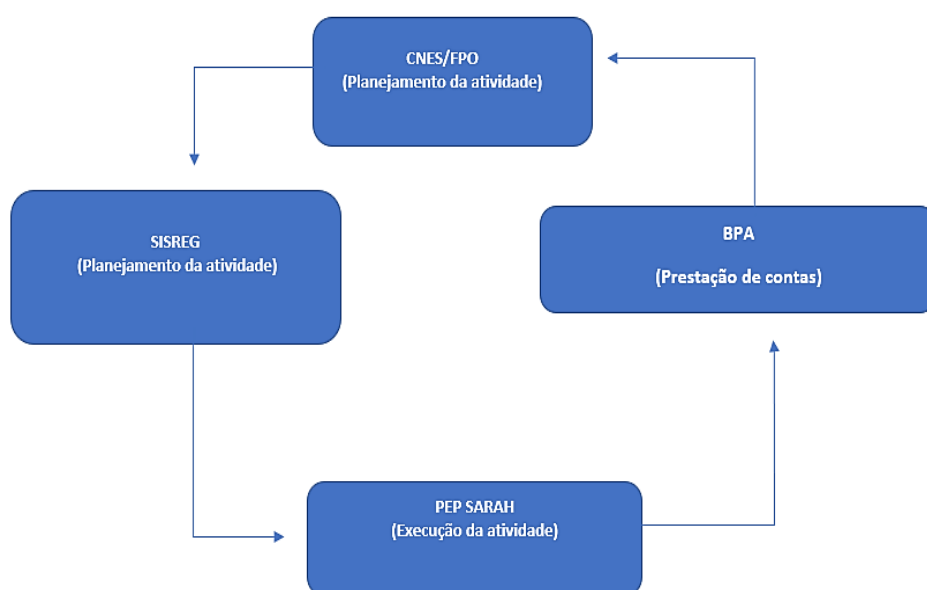 CNES/FPO
(Planejamento da atividade)
SISREG
(Planejamento da atividade)
BPA
(Prestação de contas)
PEP SARAH
(Execução da atividade)